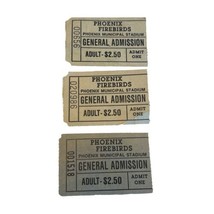 PHOENIX
FIREBIRDS
PHOENIX MUNICIPAL STADIUM
GENERAL ADMISSION
ADULT-$2.50
ADMIT
ONE
PHOENIX
FIREBIRDS
PHOENIX MUNICIPAL STADIUM
GENERAL ADMISSION
ADULT-$2.50
ADMIT
ONE
PHOENIX
FIREBIRDS
PHOENIX MUNICIPAL STADIUM
GENERAL ADMISSION
ADULT-$2.50
ADMIT
ONE
001518